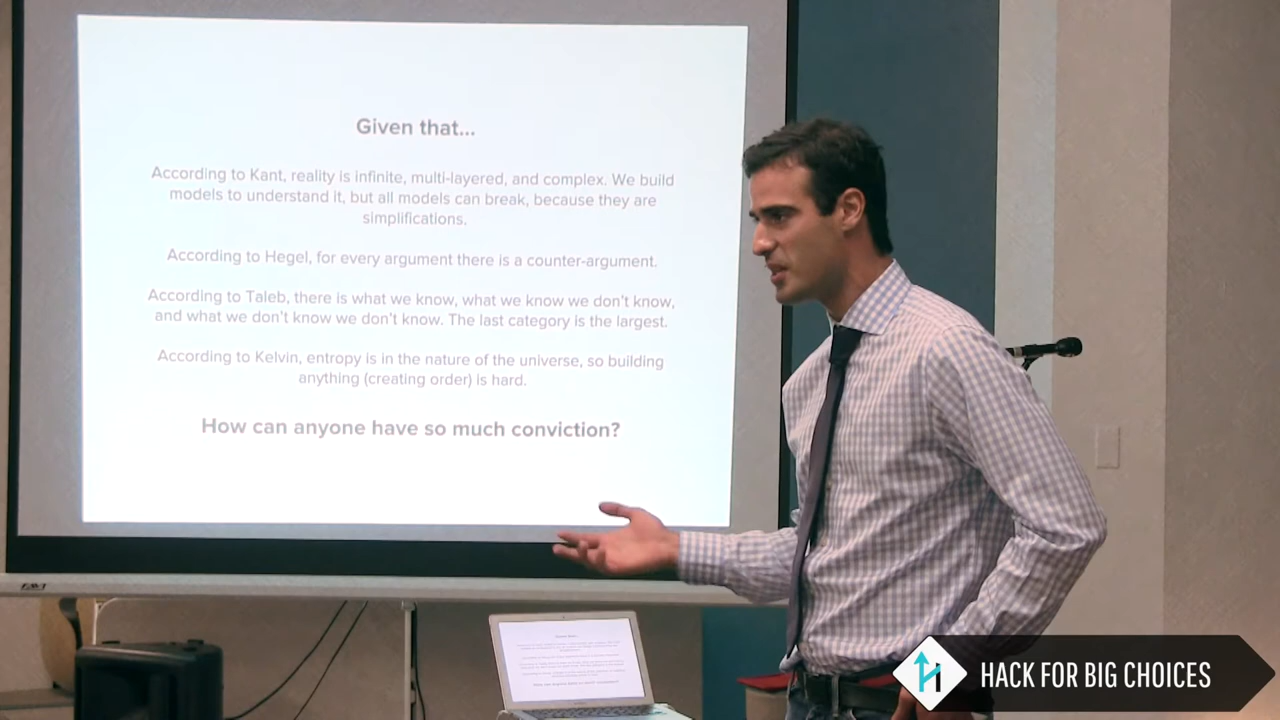 Given that...
According to Kant, reality is infinite, multi-layered, and complex. We build
models to understand it, but all models can break, because they are
simplifications.
According to Hegel, for every argument there is a counter-argument.
According to Taleb, there is what we know, what we know we don't know,
and what we don't know we don't know. The last category is the largest.
According to Kelvin, entropy is in the nature of the universe, so building
anything (creating order) is hard.
How can anyone have so much conviction?
HACK FOR BIG CHOICES